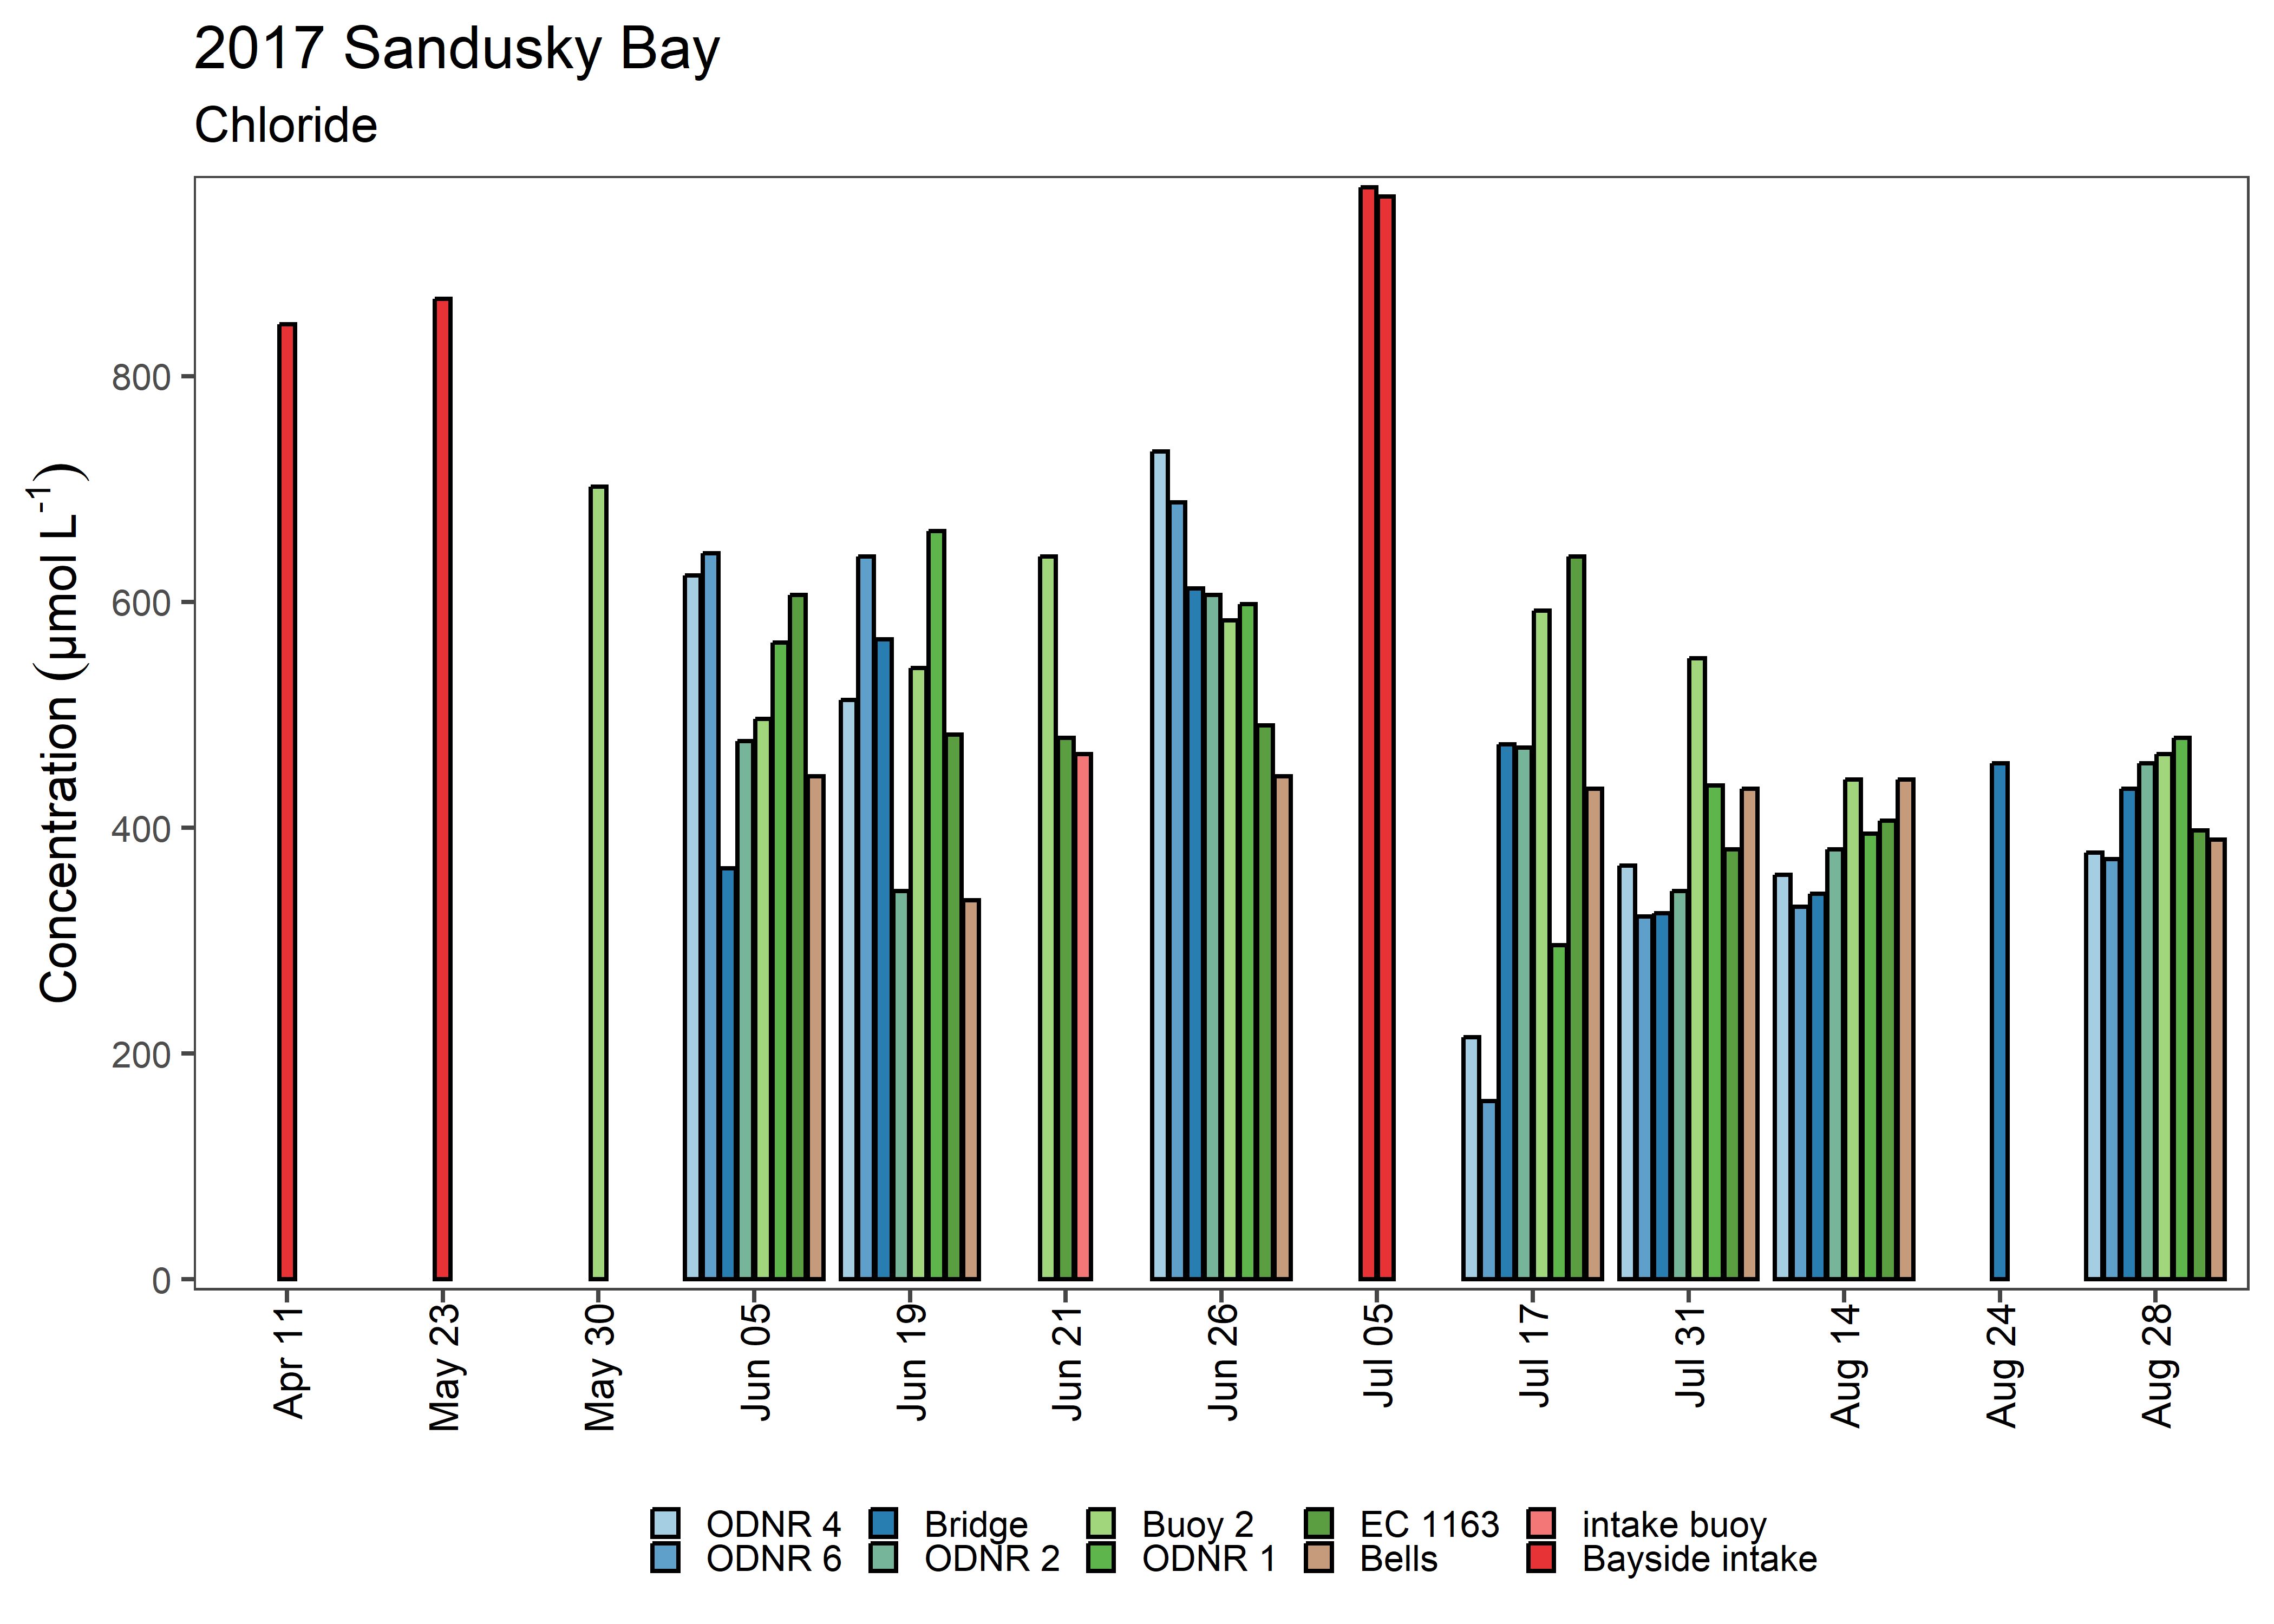 2017 Sandusky Bay
Chloride
Concentration (μmol L-1)
800
600
400
200
0
Apr 11
May 23
May 30
Jun 05
Jun 19
Jun 21
Jun 26
Jul 05
Jul 17
Jul 31
Aug 14
Aug 24
Aug 28
ODNR 4
Bridge
Buoy 2
EC 1163
intake buoy
ODNR 6
ODNR 2
ODNR 1
Bells
Bayside intake